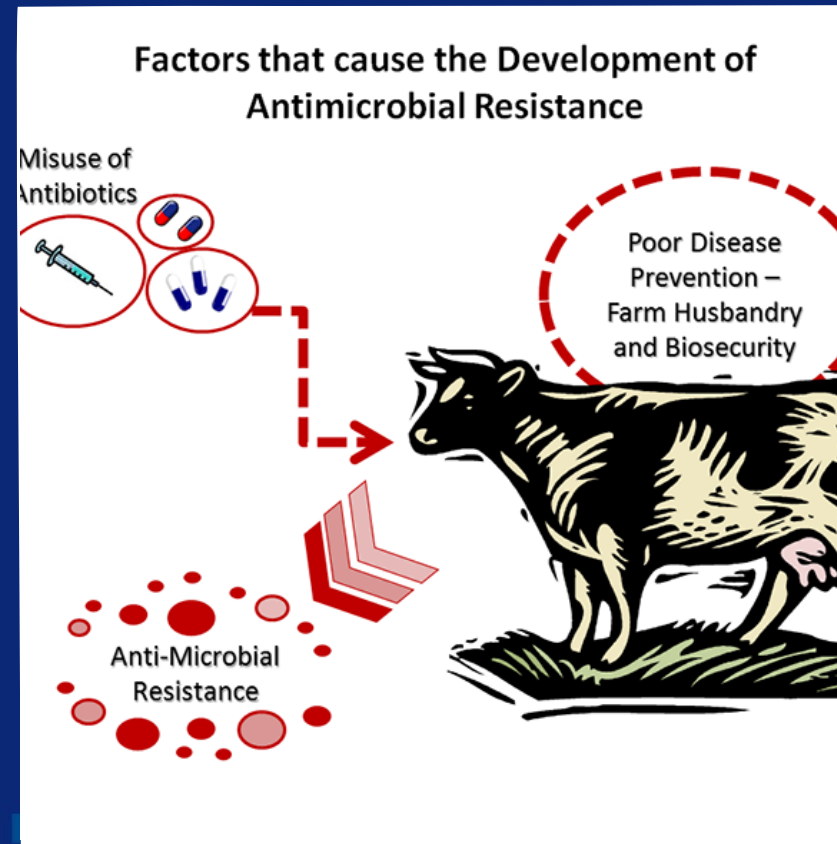 Factors that cause the Development of
Antimicrobial Resistance
Misuse of
Antibiotics
Poor Disease
Prevention –
Farm Husbandry
and Biosecurity
Anti-Microbial
Resistance